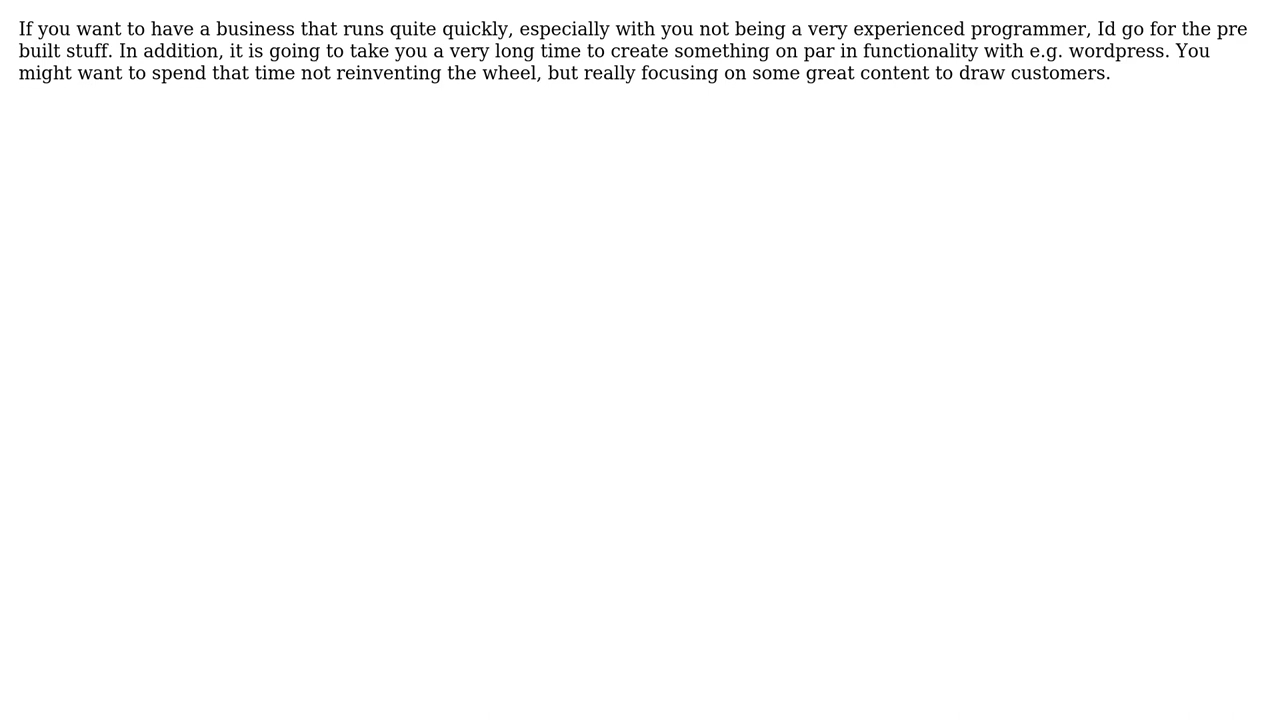 If you want to have a business that runs quite quickly, especially with you not being a very experienced programmer, Id go for the pre
built stuff. In addition, it is going to take you a very long time to create something on par in functionality with e.g. wordpress. You
might want to spend that time not reinventing the wheel, but really focusing on some great content to draw customers.